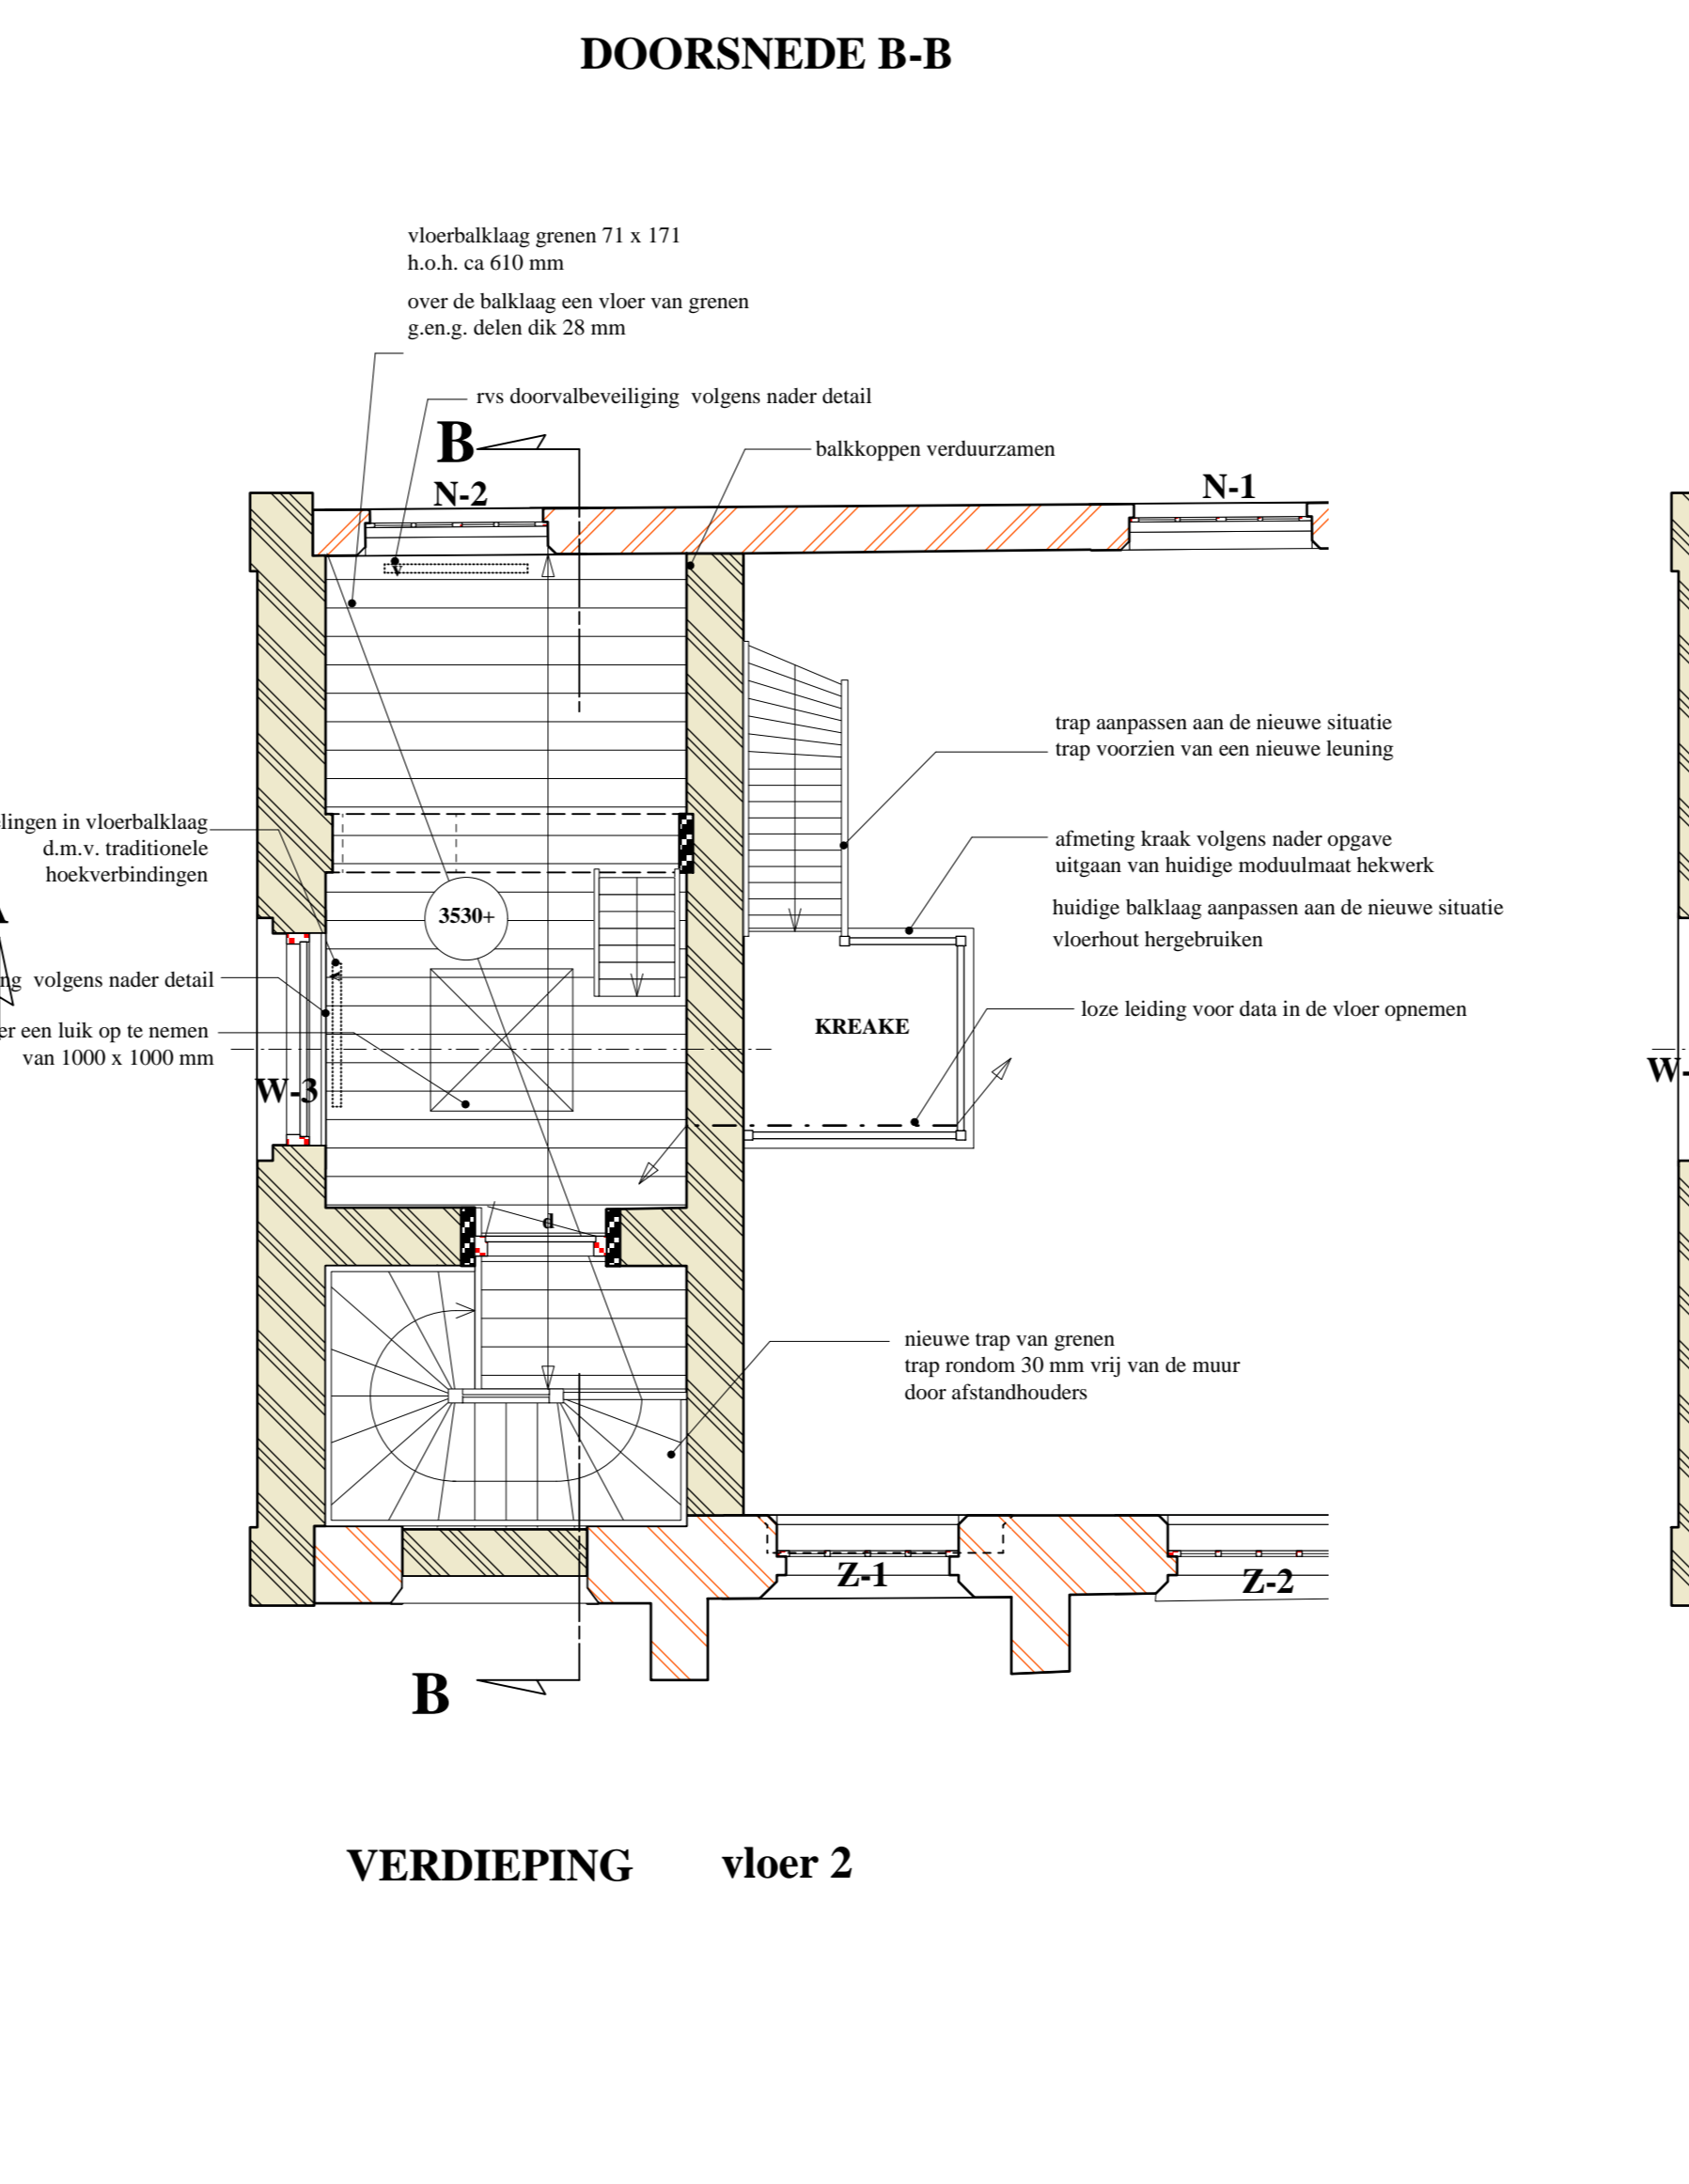 DOORSNEDE B-B
vloerbalklaag grenen 71 x 171
h.o.h. ca 610 mm
over de balklaag een vloer van grenen
g.en.g. delen dik 28 mm
rvs doorvalbeveiliging volgens nader detail
B
balkkoppen verduurzamen
N-2
N-1
v
trap aanpassen aan de nieuwe situatie
trap voorzien van een nieuwe leuning
lingen in vloerbalklaag
d.m.v. traditionele
hoekverbindingen
afmeting kraak volgens nader opgave
uitgaan van huidige moduulmaat hekwerk
huidige balklaag aanpassen aan de nieuwe situatie
vloerhout hergebruiken
3530+
v
ng volgens nader detail
loze leiding voor data in de vloer opnemen
KREAKE
er een luik op te nemen
van 1000 x 1000 mm
W-3
W-
d
nieuwe trap van grenen
trap rondom 30 mm vrij van de muur
door afstandhouders
Z-1
Z-2
B
VERDIEPING vloer 2